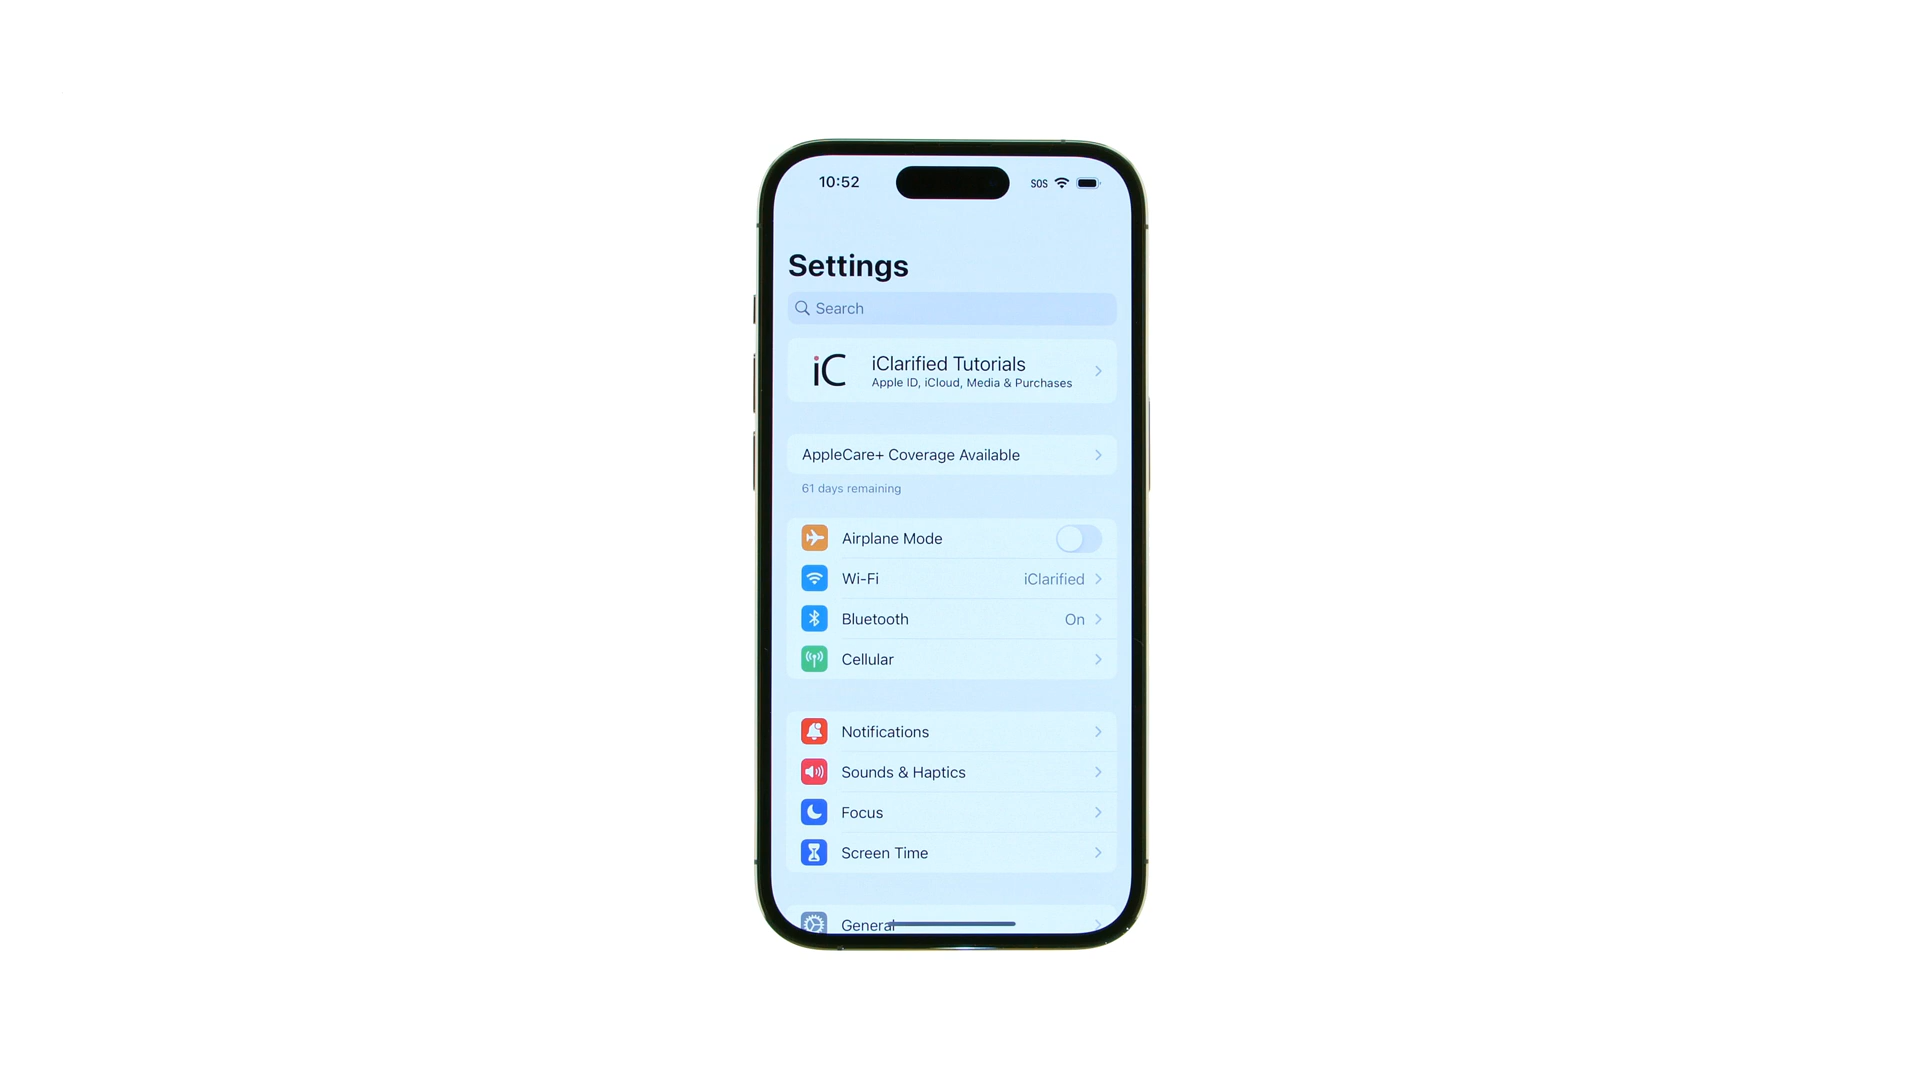 10:52
SOS
Settings
Search
iC
iClarified Tutorials
Apple ID, iCloud, Media & Purchases
AppleCare+ Coverage Available
61 days remaining
Airplane Mode
Wi-Fi iClarified
Bluetooth On
Cellular
Notifications
Sounds & Haptics
Focus
Screen Time
General